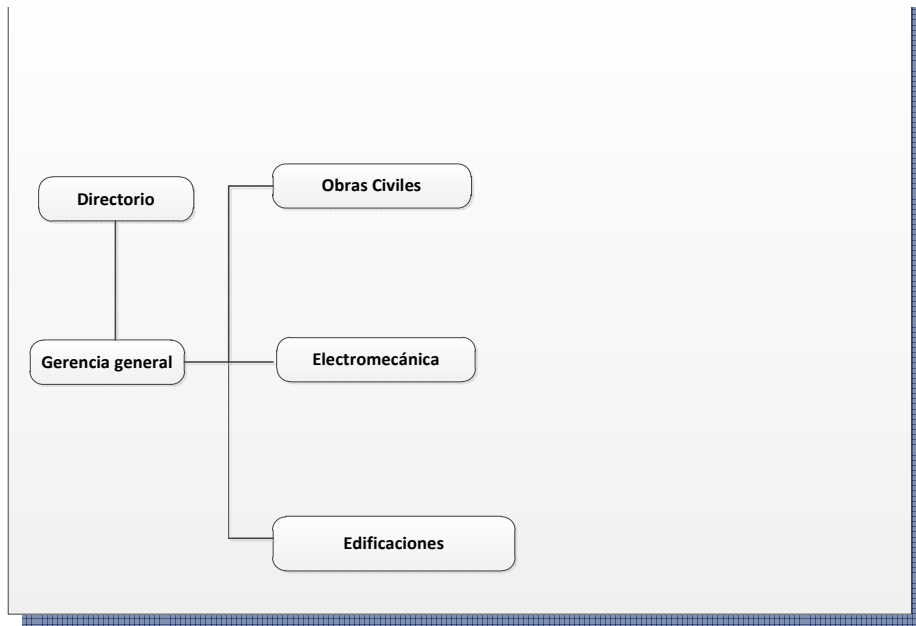 Directorio
Gerencia general
Obras Civiles
Electromecánica
Edificaciones